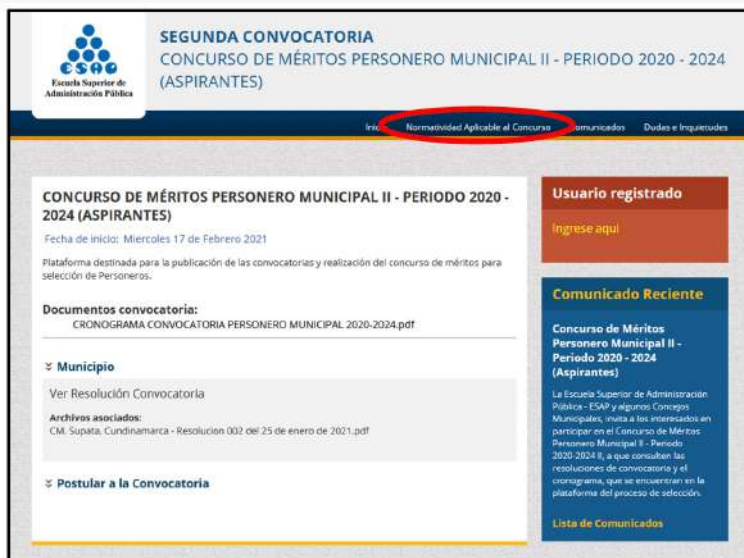 ESAP
Escuela Superior de
Administración Pública
SEGUNDA CONVOCATORIA
CONCURSO DE MÉRITOS PERSONERO MUNICIPAL II - PERIODO 2020 - 2024
(ASPIRANTES)
Inicio Normatividad Aplicable al Concurso Comunicados Dudas e Inquietudes
CONCURSO DE MÉRITOS PERSONERO MUNICIPAL II - PERIODO 2020 -
2024 (ASPIRANTES)
Fecha de inicio: Miercoles 17 de Febrero 2021
Plataforma destinada para la publicación de las convocatorias y realización del concurso de méritos para
selección de Personeros.
Documentos convocatoria:
CRONOGRAMA CONVOCATORIA PERSONERO MUNICIPAL 2020-2024.pdf
Municipio
Ver Resolución Convocatoria
Archivos asociados:
CM. Supata, Cundinamarca - Resolucion 002 del 25 de enero de 2021.pdf
Postular a la Convocatoria
Usuario registrado
Ingrese aqui
Comunicado Reciente
Concurso de Méritos
Personero Municipal II -
Periodo 2020 - 2024
(Aspirantes)
La Escuela Superior de Administración
Pública - ESAP y algunos Concejos
Municipales, invita a los interesados en
participar en el Concurso de Méritos
Personero Municipal II - Periodo
2020-2024 II, a que consulten las
resoluciones de convocatoria y el
cronograma, que se encuentran en la
plataforma del proceso de selección.
Lista de Comunicados